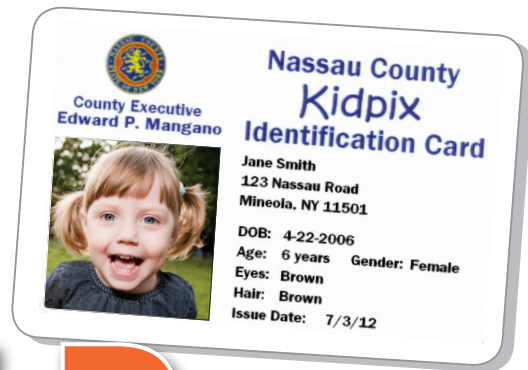 County Executive
Edward P. Mangano
Nassau County
Kidpix
Identification Card
Jane Smith
123 Nassau Road
Mineola, NY 11501
DOB: 4-22-2006
Age: 6 years Gender: Female
Eyes: Brown
Hair: Brown
Issue Date: 7/3/12